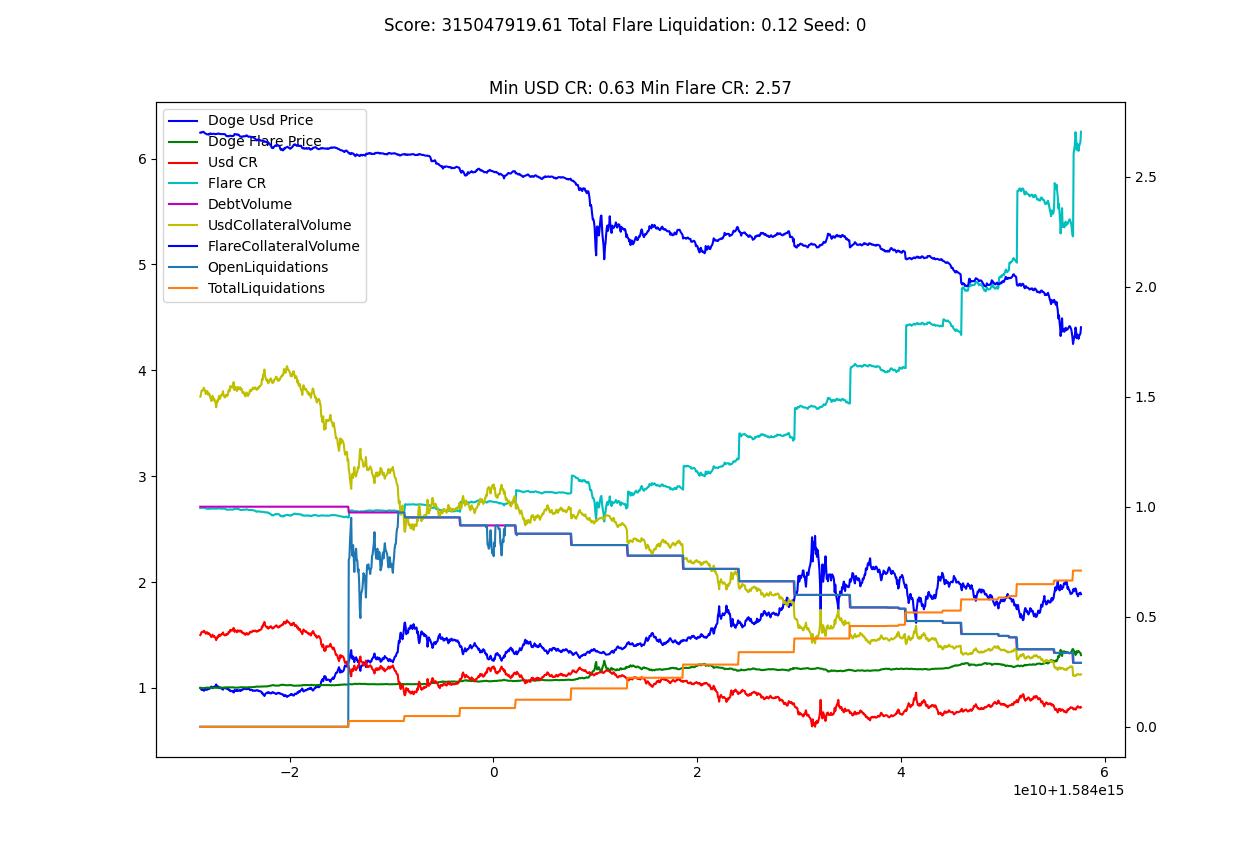 Score: 315047919.61 Total Flare Liquidation: 0.12 Seed: 0
Min USD CR: 0.63 Min Flare CR: 2.57
Doge Usd Price
Doge Flare Price
Usd CR
Flare CR
DebtVolume
UsdCollateralVolume
FlareCollateralVolume
OpenLiquidations
TotalLiquidations
6
5
4
3
2
1
2.5
2.0
1.5
1.0
0.5
0.0
−2 0 2 4 6
1e10+1.584e15